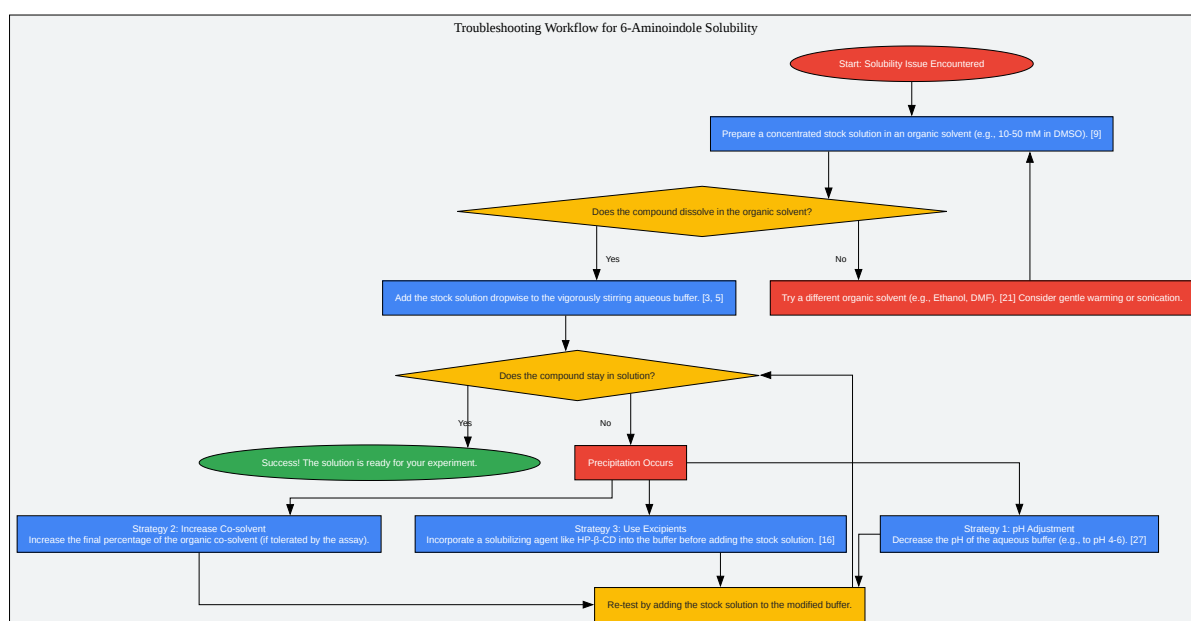 Troubleshooting Workflow for 6-Aminoindole Solubility
Start: Solubility Issue Encountered
Prepare a concentrated stock solution in an organic solvent (e.g., 10-50 mM in DMSO). [9]
Does the compound dissolve in the organic solvent?
Yes
No
Add the stock solution dropwise to the vigorously stirring aqueous buffer. [3, 5]
Try a different organic solvent (e.g., Ethanol, DMF). [21] Consider gentle warming or sonication.
Does the compound stay in solution?
Yes
No
Success! The solution is ready for your experiment.
Precipitation Occurs
Strategy 2: Increase Co-solvent
Increase the final percentage of the organic co-solvent (if tolerated by the assay).
Strategy 3: Use Excipients
Incorporate a solubilizing agent like HP-β-CD into the buffer before adding the stock solution. [16]
Strategy 1: pH Adjustment
Decrease the pH of the aqueous buffer (e.g., to pH 4-6). [27]
Re-test by adding the stock solution to the modified buffer.